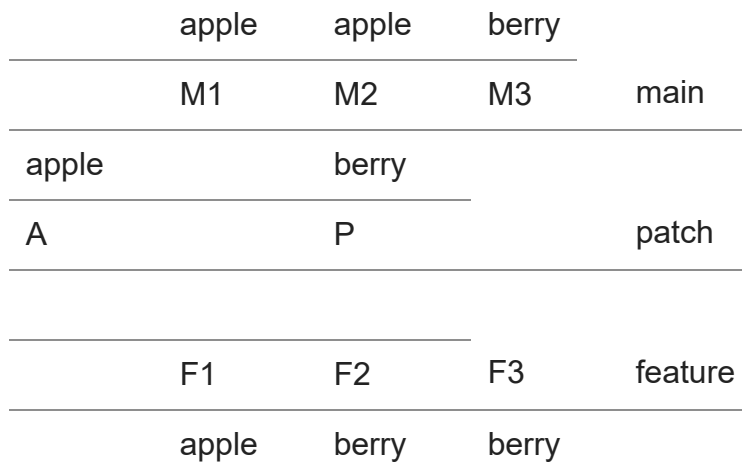 apple apple berry
M1 M2 M3 main
apple berry
A P patch
F1 F2 F3 feature
apple berry berry